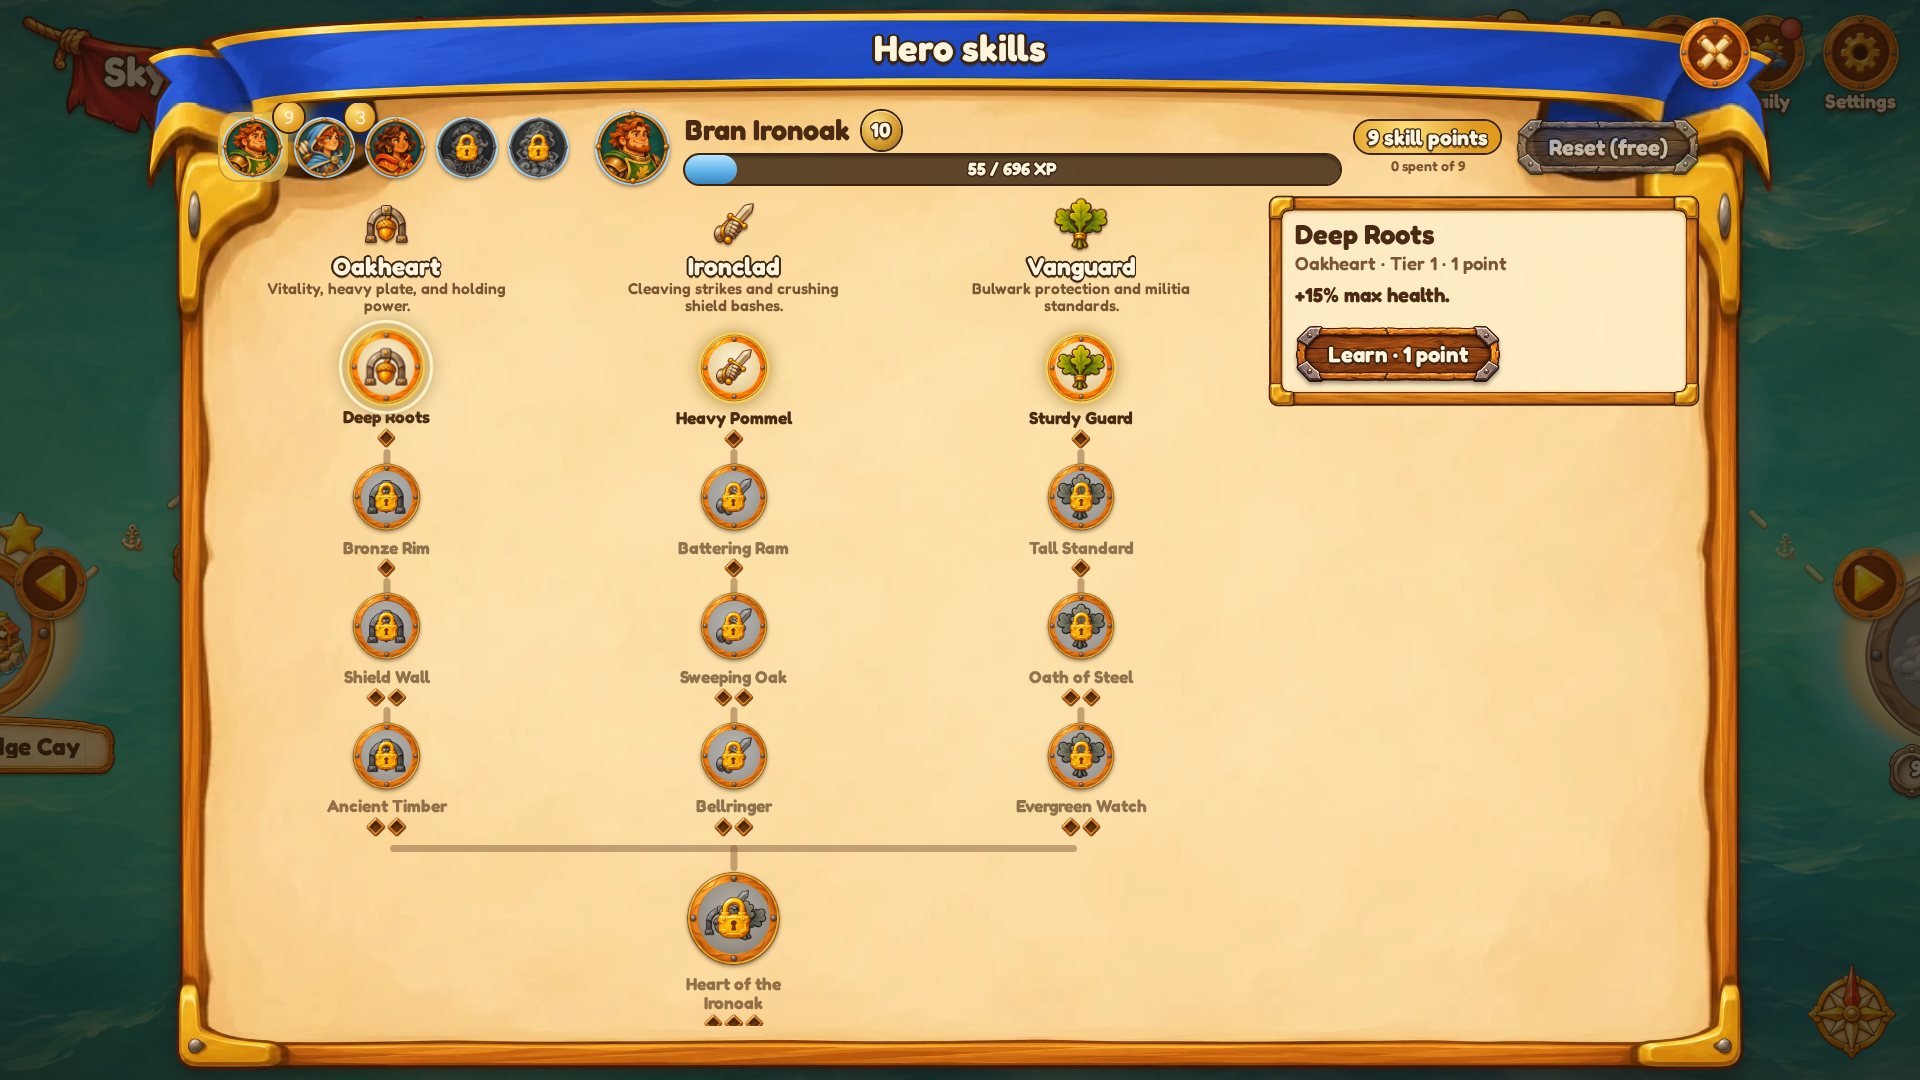 Hero skills
Settings
9
3
Bran Ironoak
10
55 / 696 XP
9 skill points
0 spent of 9
Reset (free)
Oakheart
Vitality, heavy plate, and holding
power.
Ironclad
Cleaving strikes and crushing
shield bashes.
Vanguard
Bulwark protection and militia
standards.
Deep Roots
Oakheart · Tier 1 · 1 point
+15% max health.
Learn · 1 point
Deep Roots
Heavy Pommel
Sturdy Guard
Bronze Rim
Battering Ram
Tall Standard
Shield Wall
Sweeping Oak
Oath of Steel
Ancient Timber
Bellringer
Evergreen Watch
Heart of the
Ironoak
Cay